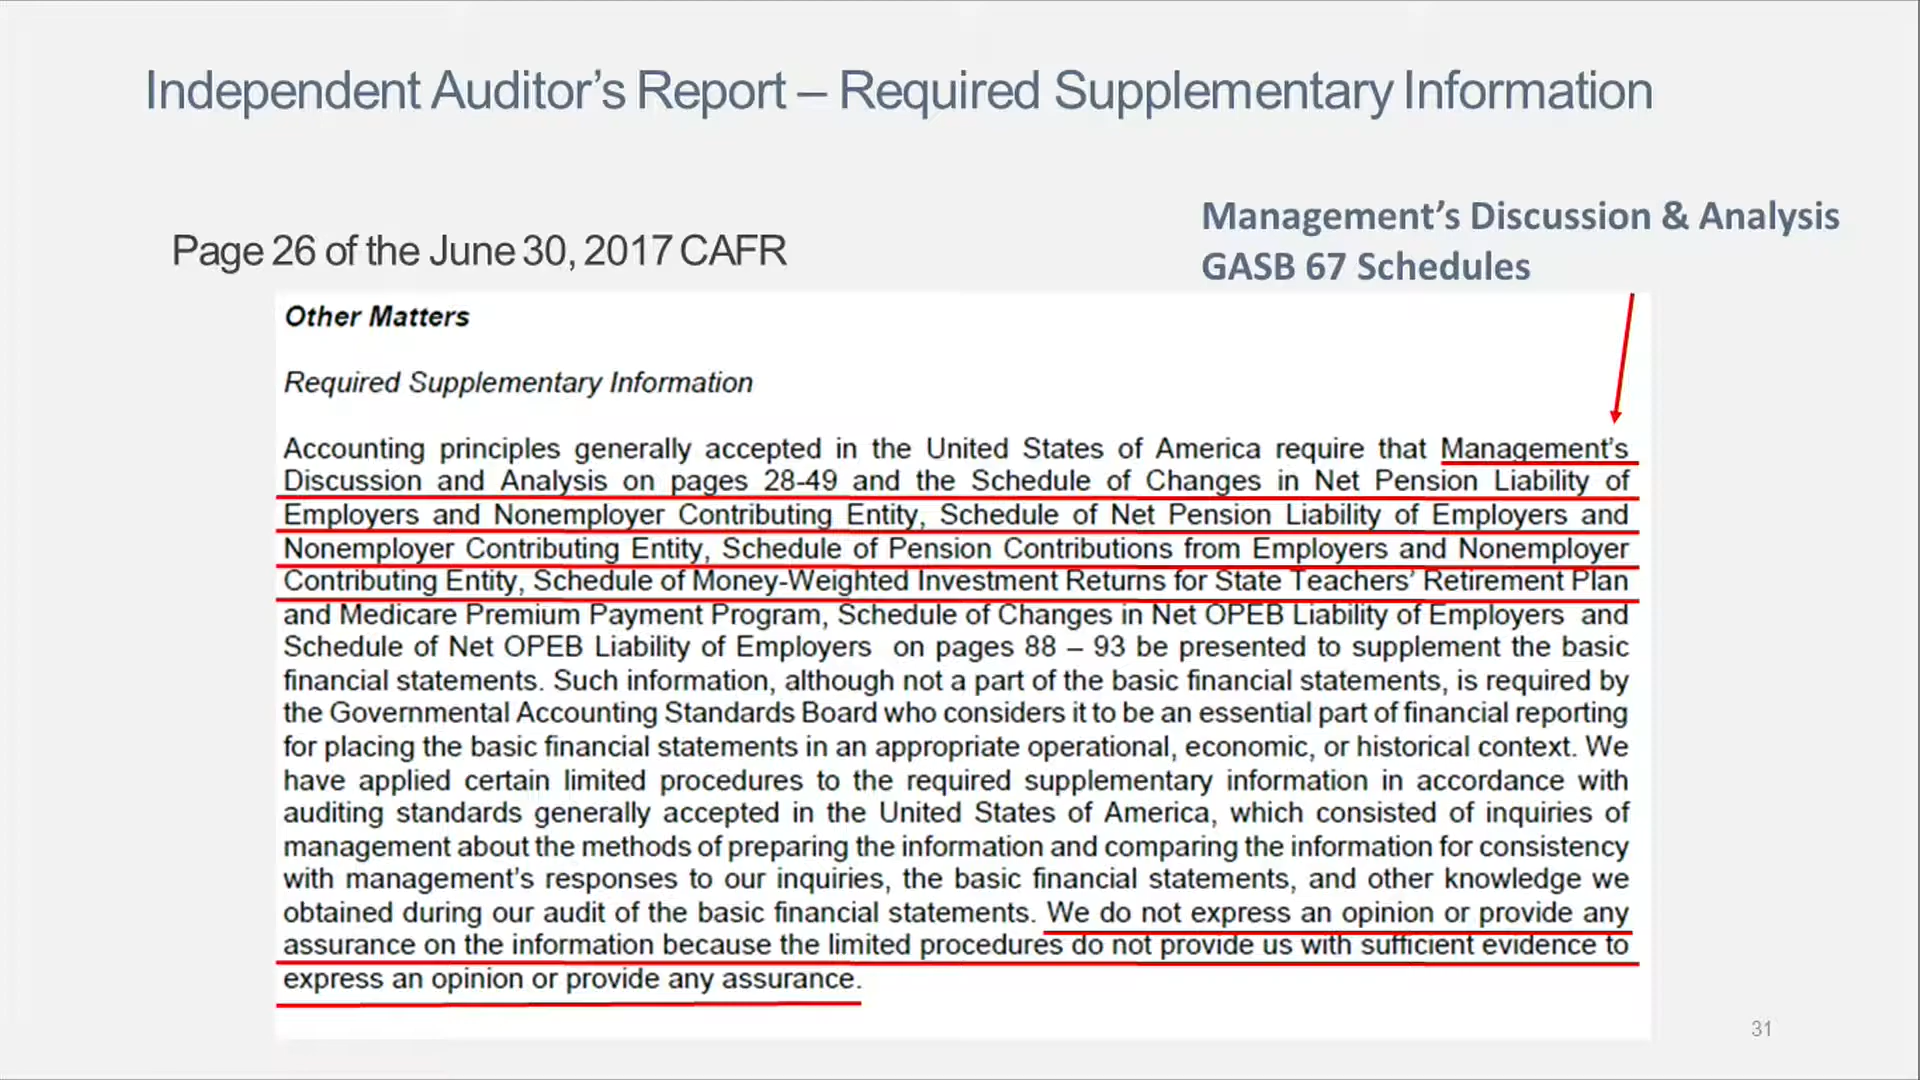 Independent Auditor's Report – Required Supplementary Information
Management's Discussion & Analysis
GASB 67 Schedules
Page 26 of the June 30, 2017 CAFR
Other Matters
Required Supplementary Information
Accounting principles generally accepted in the United States of America require that Management's
Discussion and Analysis on pages 28-49 and the Schedule of Changes in Net Pension Liability of
Employers and Nonemployer Contributing Entity, Schedule of Net Pension Liability of Employers and
Nonemployer Contributing Entity, Schedule of Pension Contributions from Employers and Nonemployer
Contributing Entity, Schedule of Money-Weighted Investment Returns for State Teachers' Retirement Plan
and Medicare Premium Payment Program, Schedule of Changes in Net OPEB Liability of Employers and
Schedule of Net OPEB Liability of Employers on pages 88 – 93 be presented to supplement the basic
financial statements. Such information, although not a part of the basic financial statements, is required by
the Governmental Accounting Standards Board who considers it to be an essential part of financial reporting
for placing the basic financial statements in an appropriate operational, economic, or historical context. We
have applied certain limited procedures to the required supplementary information in accordance with
auditing standards generally accepted in the United States of America, which consisted of inquiries of
management about the methods of preparing the information and comparing the information for consistency
with management's responses to our inquiries, the basic financial statements, and other knowledge we
obtained during our audit of the basic financial statements. We do not express an opinion or provide any
assurance on the information because the limited procedures do not provide us with sufficient evidence to
express an opinion or provide any assurance.
31